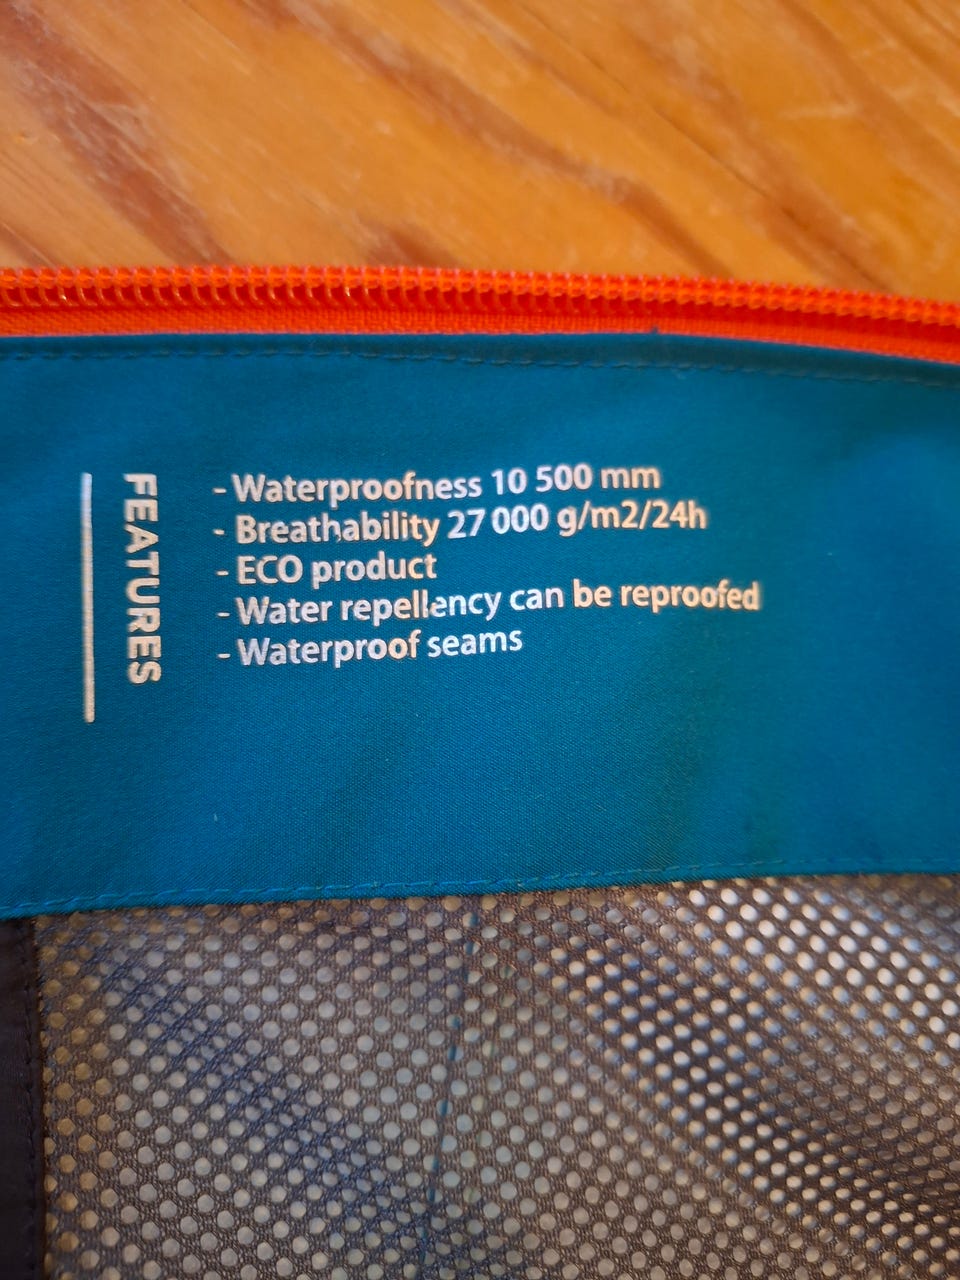 FEATURES
- Waterproofness 10 500 mm
- Breathability 27 000 g/m2/24h
- ECO product
- Water repellency can be reproofed
- Waterproof seams